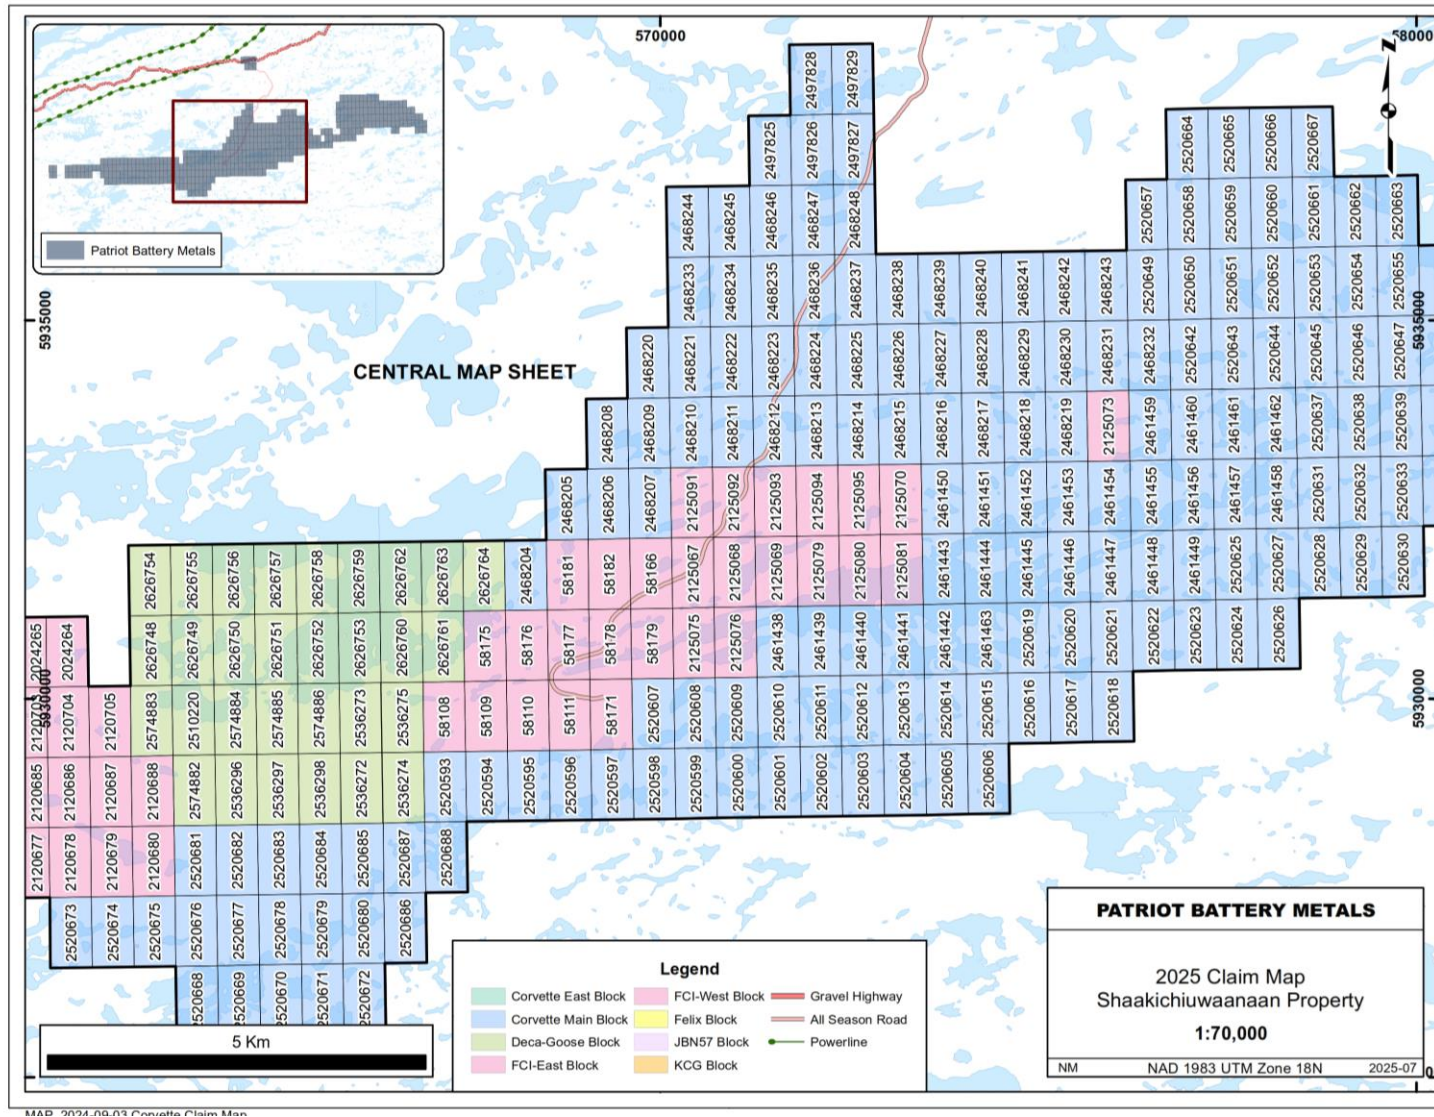 570000
58000
N
5935000
5935000
5930000
5930000
Patriot Battery Metals
CENTRAL MAP SHEET
2497828 2497829
2497825 2497826 2497827
2520664 2520665 2520666 2520667
2468244 2468245 2468246 2468247 2468248
2520657 2520658 2520659 2520660 2520661 2520662 2520663
2468233 2468234 2468235 2468236 2468237 2468238 2468239 2468240 2468241 2468242 2468243 2520649 2520650 2520651 2520652 2520653 2520654 2520655
2468220 2468221 2468222 2468223 2468224 2468225 2468226 2468227 2468228 2468229 2468230 2468231 2468232 2520642 2520643 2520644 2520645 2520646 2520647
2468208 2468209 2468210 2468211 2468212 2468213 2468214 2468215 2468216 2468217 2468218 2468219 2125073 2461459 2461460 2461461 2461462 2520637 2520638 2520639
2468205 2468206 2468207 2125091 2125092 2125093 2125094 2125095 2125070 2461450 2461451 2461452 2461453 2461454 2461455 2461456 2461457 2461458 2520631 2520632 2520633
2626754 2626755 2626756 2626757 2626758 2626759 2626762 2626763 2626764 2468204 58181 58182 58166 2125067 2125068 2125069 2125079 2125080 2125081 2461443 2461444 2461445 2461446 2461447 2461448 2461449 2520625 2520627 2520628 2520629 2520630
2024265 2024264 2626748 2626749 2626750 2626751 2626752 2626753 2626760 2626761 58175 58176 58177 58178 58179 2125075 2125076 2461438 2461439 2461440 2461441 2461442 2461463 2520619 2520620 2520621 2520622 2520623 2520624 2520626
2120704 2120705 2574883 2510220 2574884 2574885 2574886 2536273 2536275 58108 58109 58110 58111 58171 2520607 2520608 2520609 2520610 2520611 2520612 2520613 2520614 2520615 2520616 2520617 2520618
2120685 2120686 2120687 2120688 2574882 2536296 2536297 2536298 2536272 2536274 2520593 2520594 2520595 2520596 2520597 2520598 2520599 2520600 2520601 2520602 2520603 2520604 2520605 2520606
2120677 2120678 2120679 2120680 2520681 2520682 2520683 2520684 2520685 2520687 2520688
2520673 2520674 2520675 2520676 2520677 2520678 2520679 2520680 2520686
2520668 2520669 2520670 2520671 2520672
5 Km
Legend
Corvette East Block
Corvette Main Block
Deca-Goose Block
FCI-East Block
FCI-West Block
Felix Block
JBN57 Block
KCG Block
Gravel Highway
All Season Road
Powerline
PATRIOT BATTERY METALS
2025 Claim Map
Shaakichiuwaanaan Property
1:70,000
NM NAD 1983 UTM Zone 18N 2025-07
MAP_2024-09-03 Corvette Claim Map